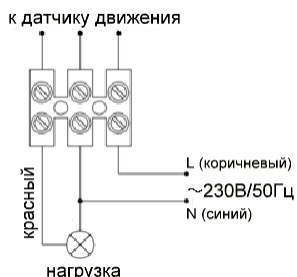 к датчику движения
L (коричневый)
~230В/50Гц
N (синий)
красный
нагрузка